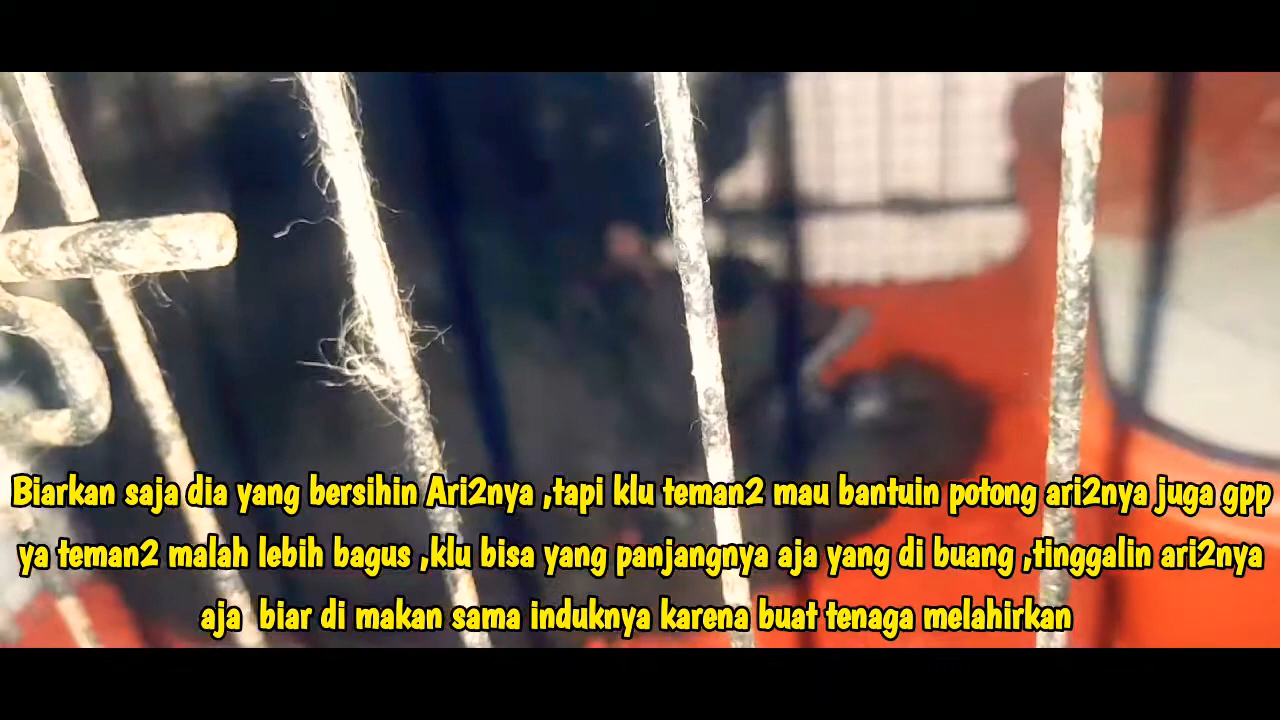 Biarkan saja dia yang bersihin Ari2nya ,tapi klu teman2 mau bantuin potong ari2nya juga gpp
ya teman2 malah lebih bagus ,klu bisa yang panjangnya aja yang di buang ,tinggalin ari2nya
aja  biar di makan sama induknya karena buat tenaga melahirkan